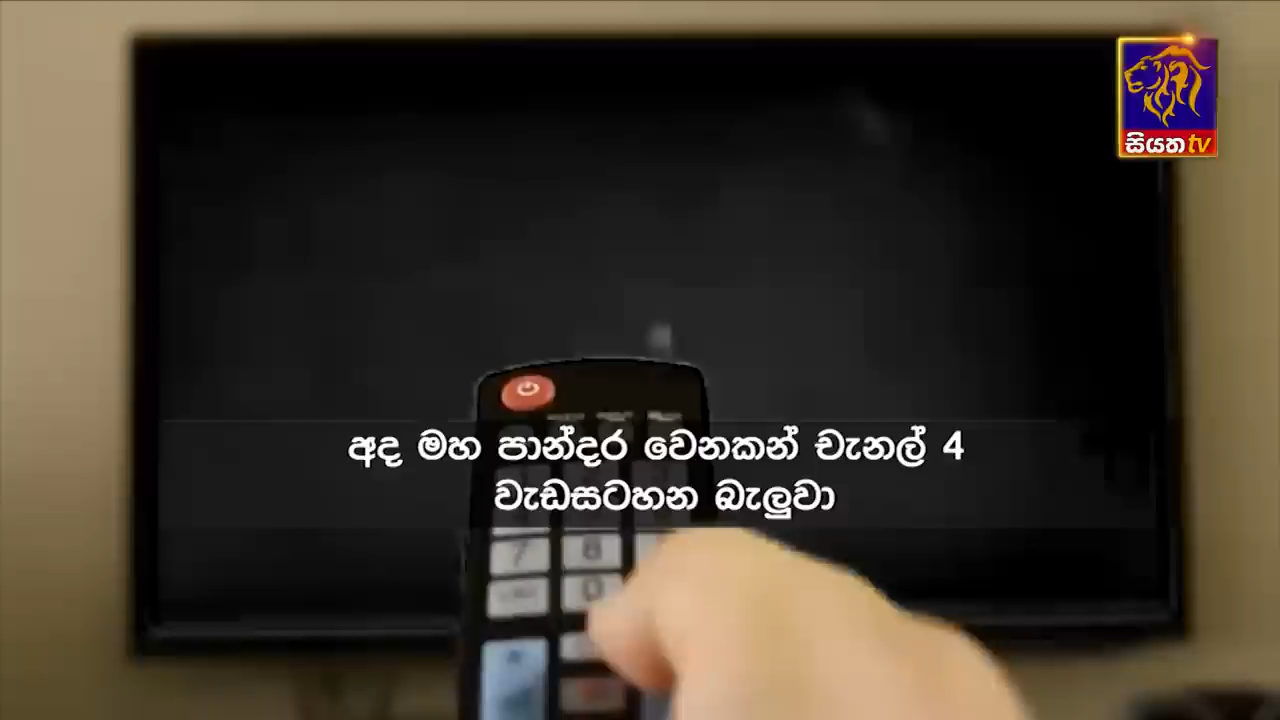 සියත tv
අද මහ පාන්දර වෙනකන් චැනල් 4
වැඩසටහන බැලුවා
7 8
0